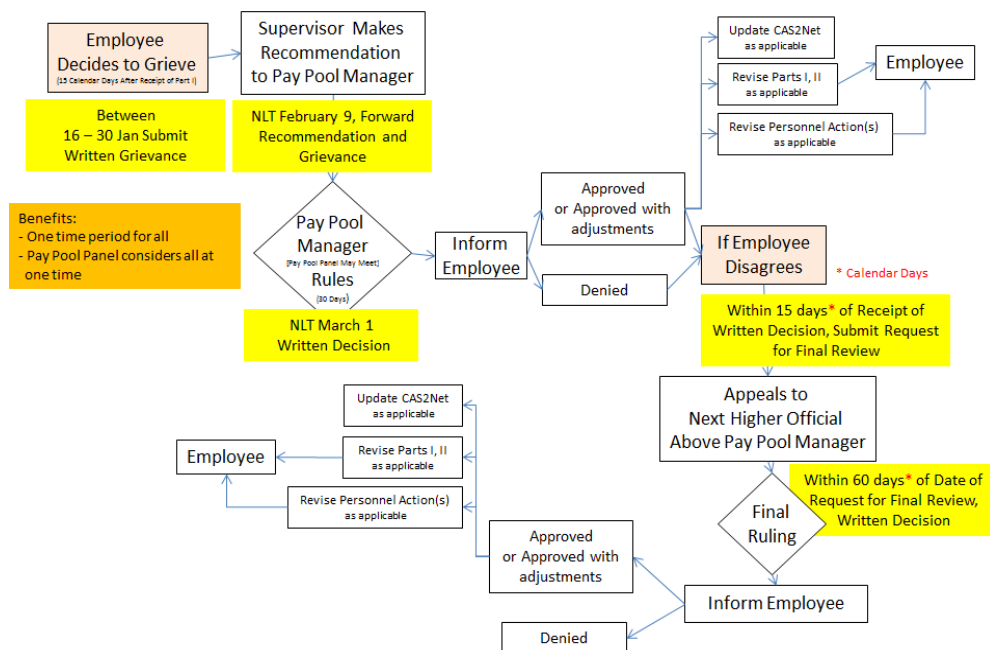 Employee
Decides to Grieve
(15 Calendar Days After Receipt of Part I)
Supervisor Makes
Recommendation
to Pay Pool Manager
Between
16 – 30 Jan Submit
Written Grievance
NLT February 9, Forward
Recommendation and
Grievance
Benefits:
- One time period for all
- Pay Pool Panel considers all at
one time
Pay Pool
Manager
[Pay Pool Panel May Meet]
Rules
(30 Days)
NLT March 1
Written Decision
Inform
Employee
Approved
or Approved with
adjustments
Denied
Update CAS2Net
as applicable
Revise Parts I, II
as applicable
Revise Personnel Action(s)
as applicable
Employee
If Employee
Disagrees
* Calendar Days
Within 15 days* of Receipt of
Written Decision, Submit Request
for Final Review
Appeals to
Next Higher Official
Above Pay Pool Manager
Within 60 days* of Date of
Request for Final Review,
Written Decision
Final
Ruling
Inform Employee
Approved
or Approved with
adjustments
Denied
Update CAS2Net
as applicable
Revise Parts I, II
as applicable
Revise Personnel Action(s)
as applicable
Employee